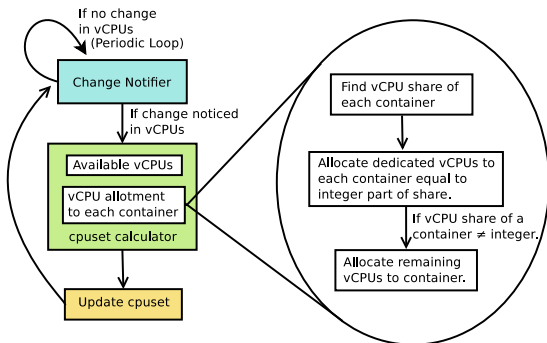 If no change
in vCPUs
(Periodic Loop)
Change Notifier
If change noticed
in vCPUs
Available vCPUs
vCPU allotment
to each container
cpuset calculator
Update cpuset
Find vCPU share of
each container
Allocate dedicated vCPUs to
each container equal to
integer part of share.
If vCPU share of a
container ≠ integer.
Allocate remaining
vCPUs to container.